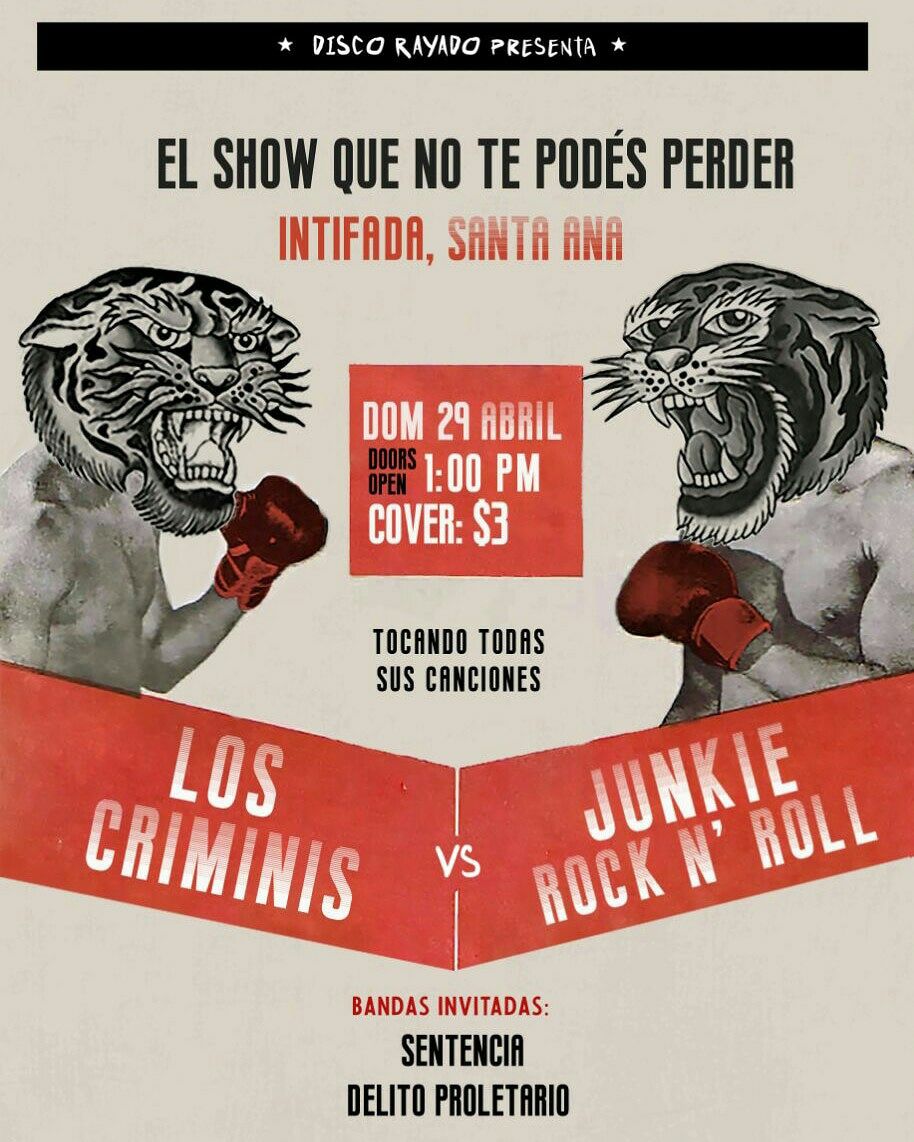 ★ DISCO RAYADO PRESENTA ★
EL SHOW QUE NO TE PODÉS PERDER
INTIFADA, SANTA ANA
DOM 29 ABRIL
DOORS OPEN 1:00 PM
COVER: $3
TOCANDO TODAS
SUS CANCIONES
LOS
CRIMINIS
VS
JUNKIE
ROCK N' ROLL
BANDAS INVITADAS:
SENTENCIA
DELITO PROLETARIO